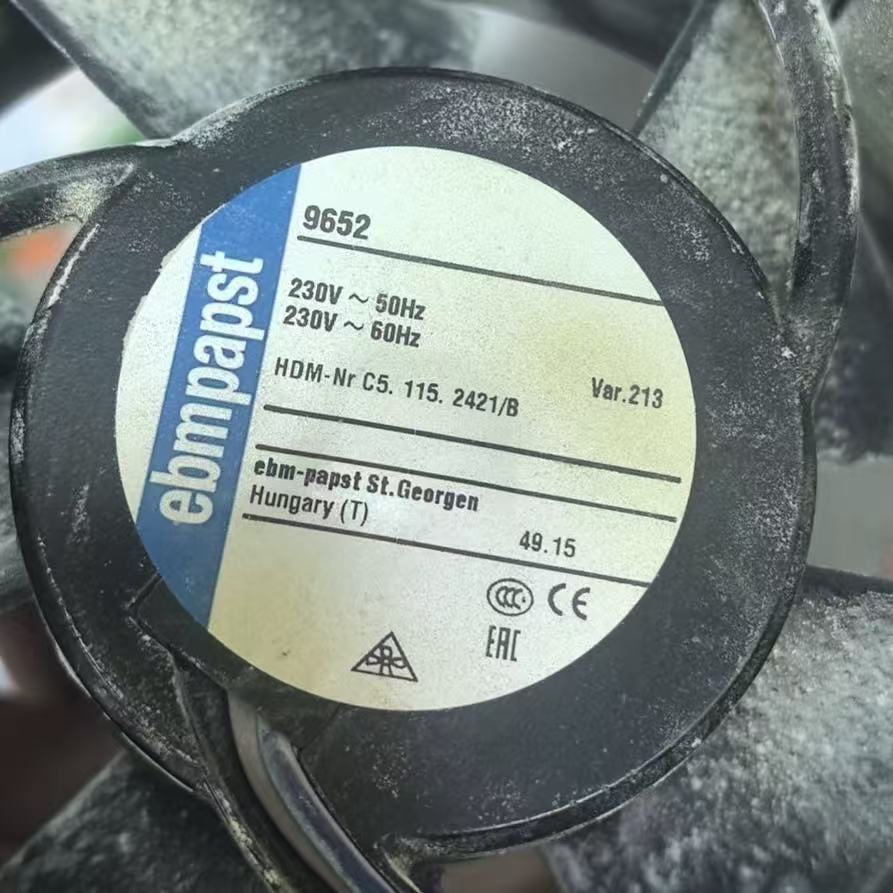 ebmpapst
9652
230V ~ 50Hz
230V ~ 60Hz
HDM-Nr C5. 115. 2421/B Var.213
ebm-papst St.Georgen
Hungary (T) 49.15
CCC CE
EAC